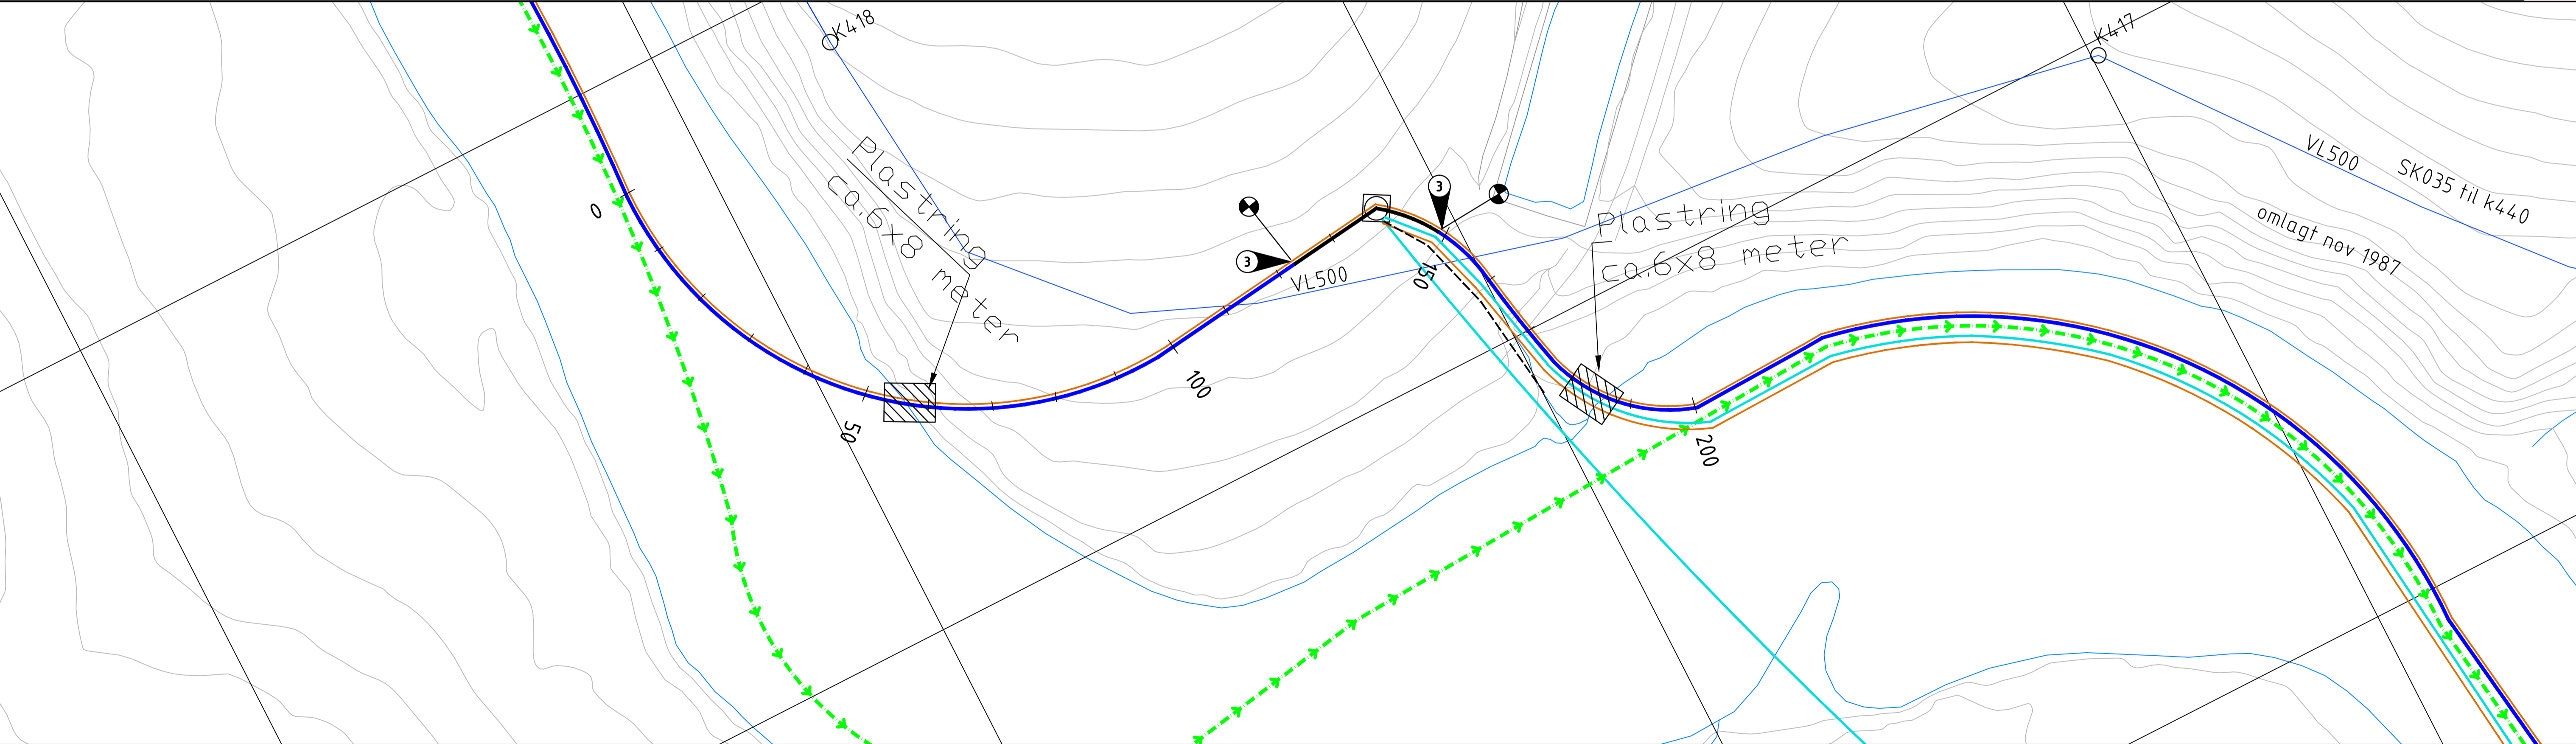 K418
K417
Plastring
ca.6x8 meter
3
3
Plastring
ca.6x8 meter
VL500
VL500
SK035 til k440
omlagt nov 1987
0
50
100
150
200